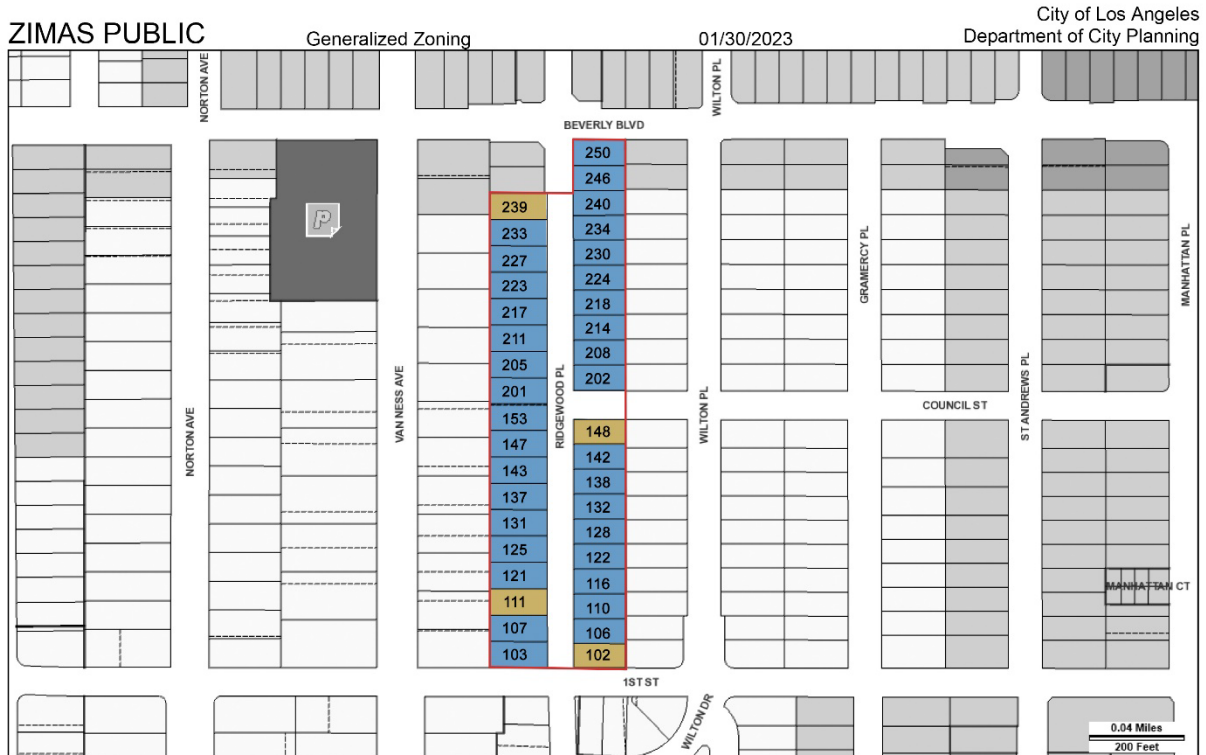 ZIMAS PUBLIC
Generalized Zoning
01/30/2023
City of Los Angeles
Department of City Planning
NORTON AVE
WILTON PL
BEVERLY BLVD
P
250
246
239
240
233
234
227
230
223
224
217
218
211
214
205
208
201
202
153
148
147
142
143
138
137
132
131
128
125
122
121
116
111
110
107
106
103
102
NORTON AVE
VAN NESS AVE
RIDGEWOOD PL
WILTON PL
GRAMERCY PL
COUNCIL ST
ST ANDREWS PL
MANHATTAN PL
MANHATTAN CT
1ST ST
WILTON DR
0.04 Miles
200 Feet